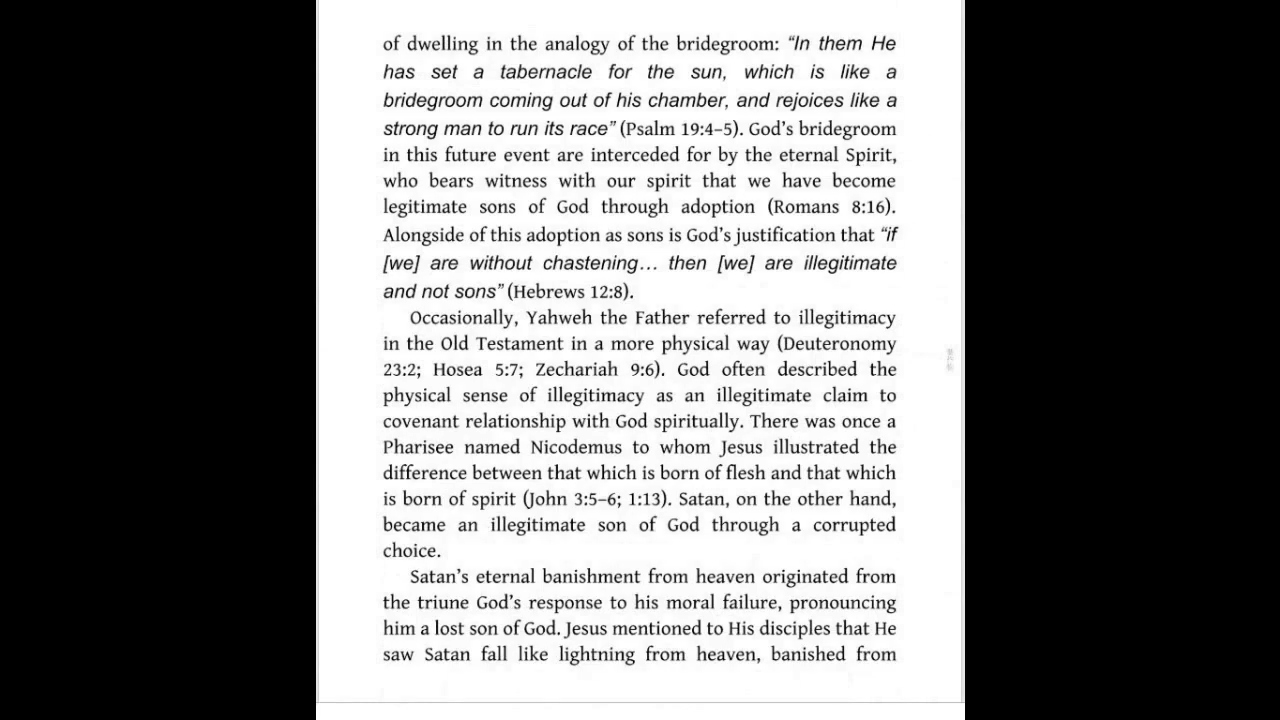 of dwelling in the analogy of the bridegroom: “In them He
has set a tabernacle for the sun, which is like a
bridegroom coming out of his chamber, and rejoices like a
strong man to run its race” (Psalm 19:4–5). God’s bridegroom
in this future event are interceded for by the eternal Spirit,
who bears witness with our spirit that we have become
legitimate sons of God through adoption (Romans 8:16).
Alongside of this adoption as sons is God’s justification that “if
[we] are without chastening… then [we] are illegitimate
and not sons” (Hebrews 12:8).
Occasionally, Yahweh the Father referred to illegitimacy
in the Old Testament in a more physical way (Deuteronomy
23:2; Hosea 5:7; Zechariah 9:6). God often described the
physical sense of illegitimacy as an illegitimate claim to
covenant relationship with God spiritually. There was once a
Pharisee named Nicodemus to whom Jesus illustrated the
difference between that which is born of flesh and that which
is born of spirit (John 3:5–6; 1:13). Satan, on the other hand,
became an illegitimate son of God through a corrupted
choice.
Satan’s eternal banishment from heaven originated from
the triune God’s response to his moral failure, pronouncing
him a lost son of God. Jesus mentioned to His disciples that He
saw Satan fall like lightning from heaven, banished from